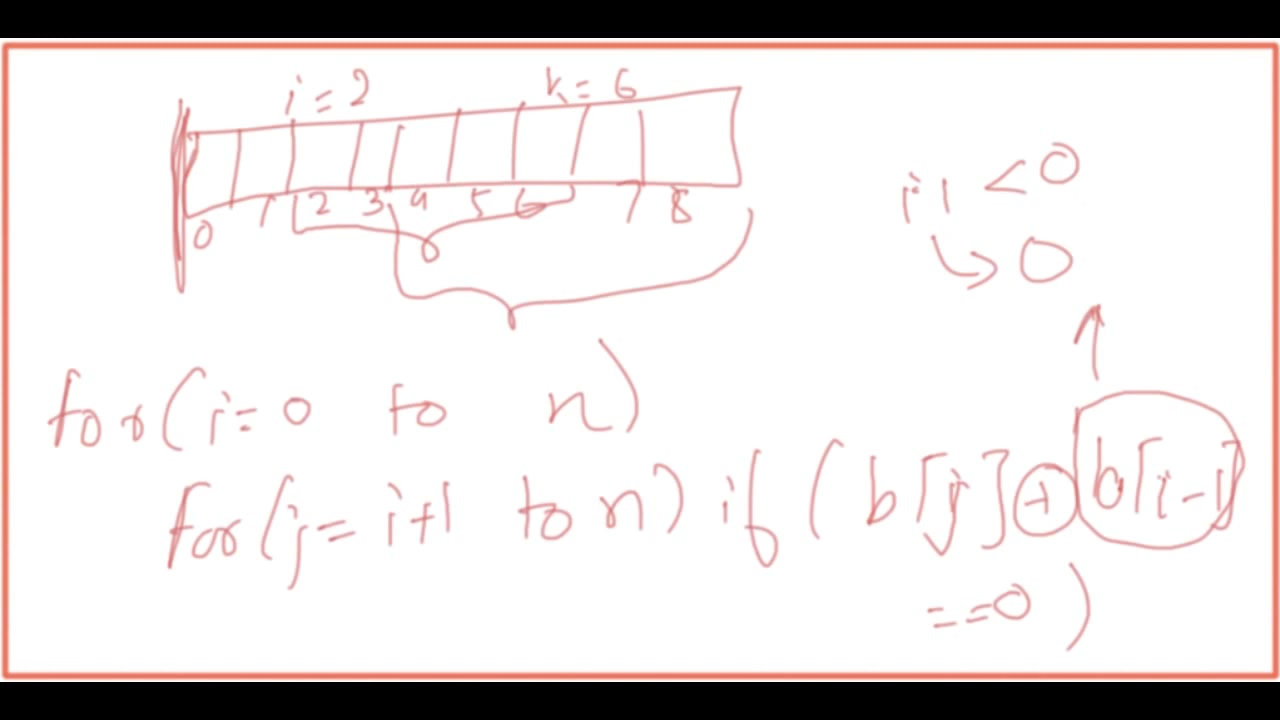 i = 2 k = 6
0 1 2 3 4 5 6 7 8
i-1 < 0
0
for(i=0 to n)
for(j=i+1 to n) if(b[j] + b[i-1]
==0)